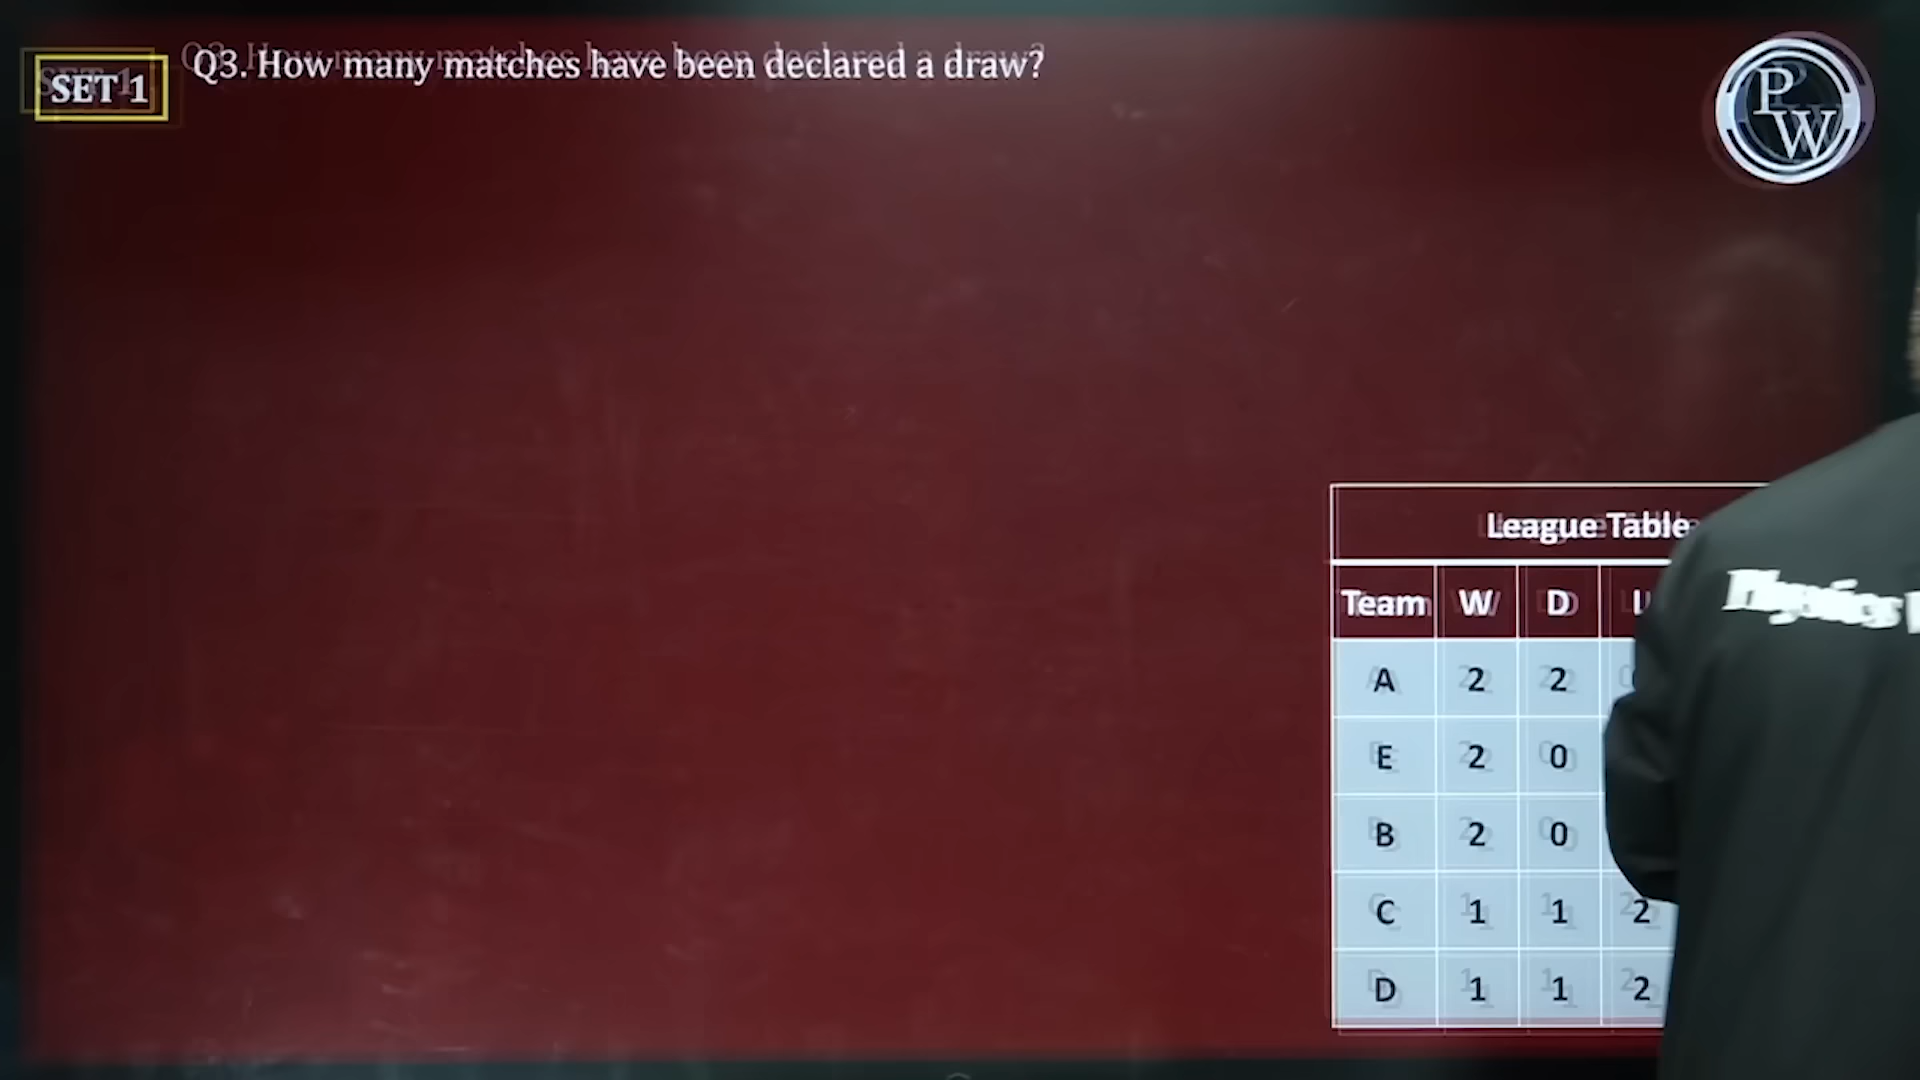 SET 1
Q3. How many matches have been declared a draw?
P
W
League Table
Team W D
A 2 2
E 2 0
B 2 0
C 1 1 2
D 1 1 2
Physics